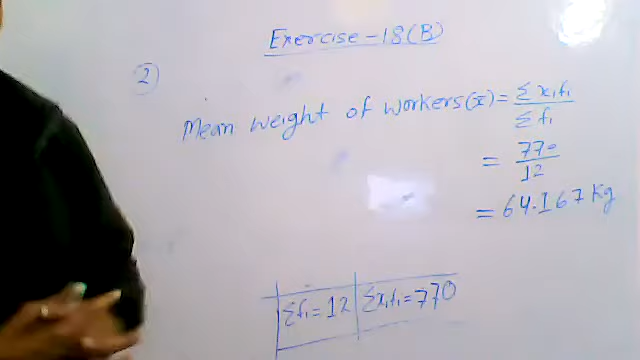 Exercise-18(B)
2
Mean weight of workers(x̄) = Σxᵢfᵢ / Σfᵢ
= 770 / 12
= 64.167 Kg
Σfᵢ = 12 | Σxᵢfᵢ = 770